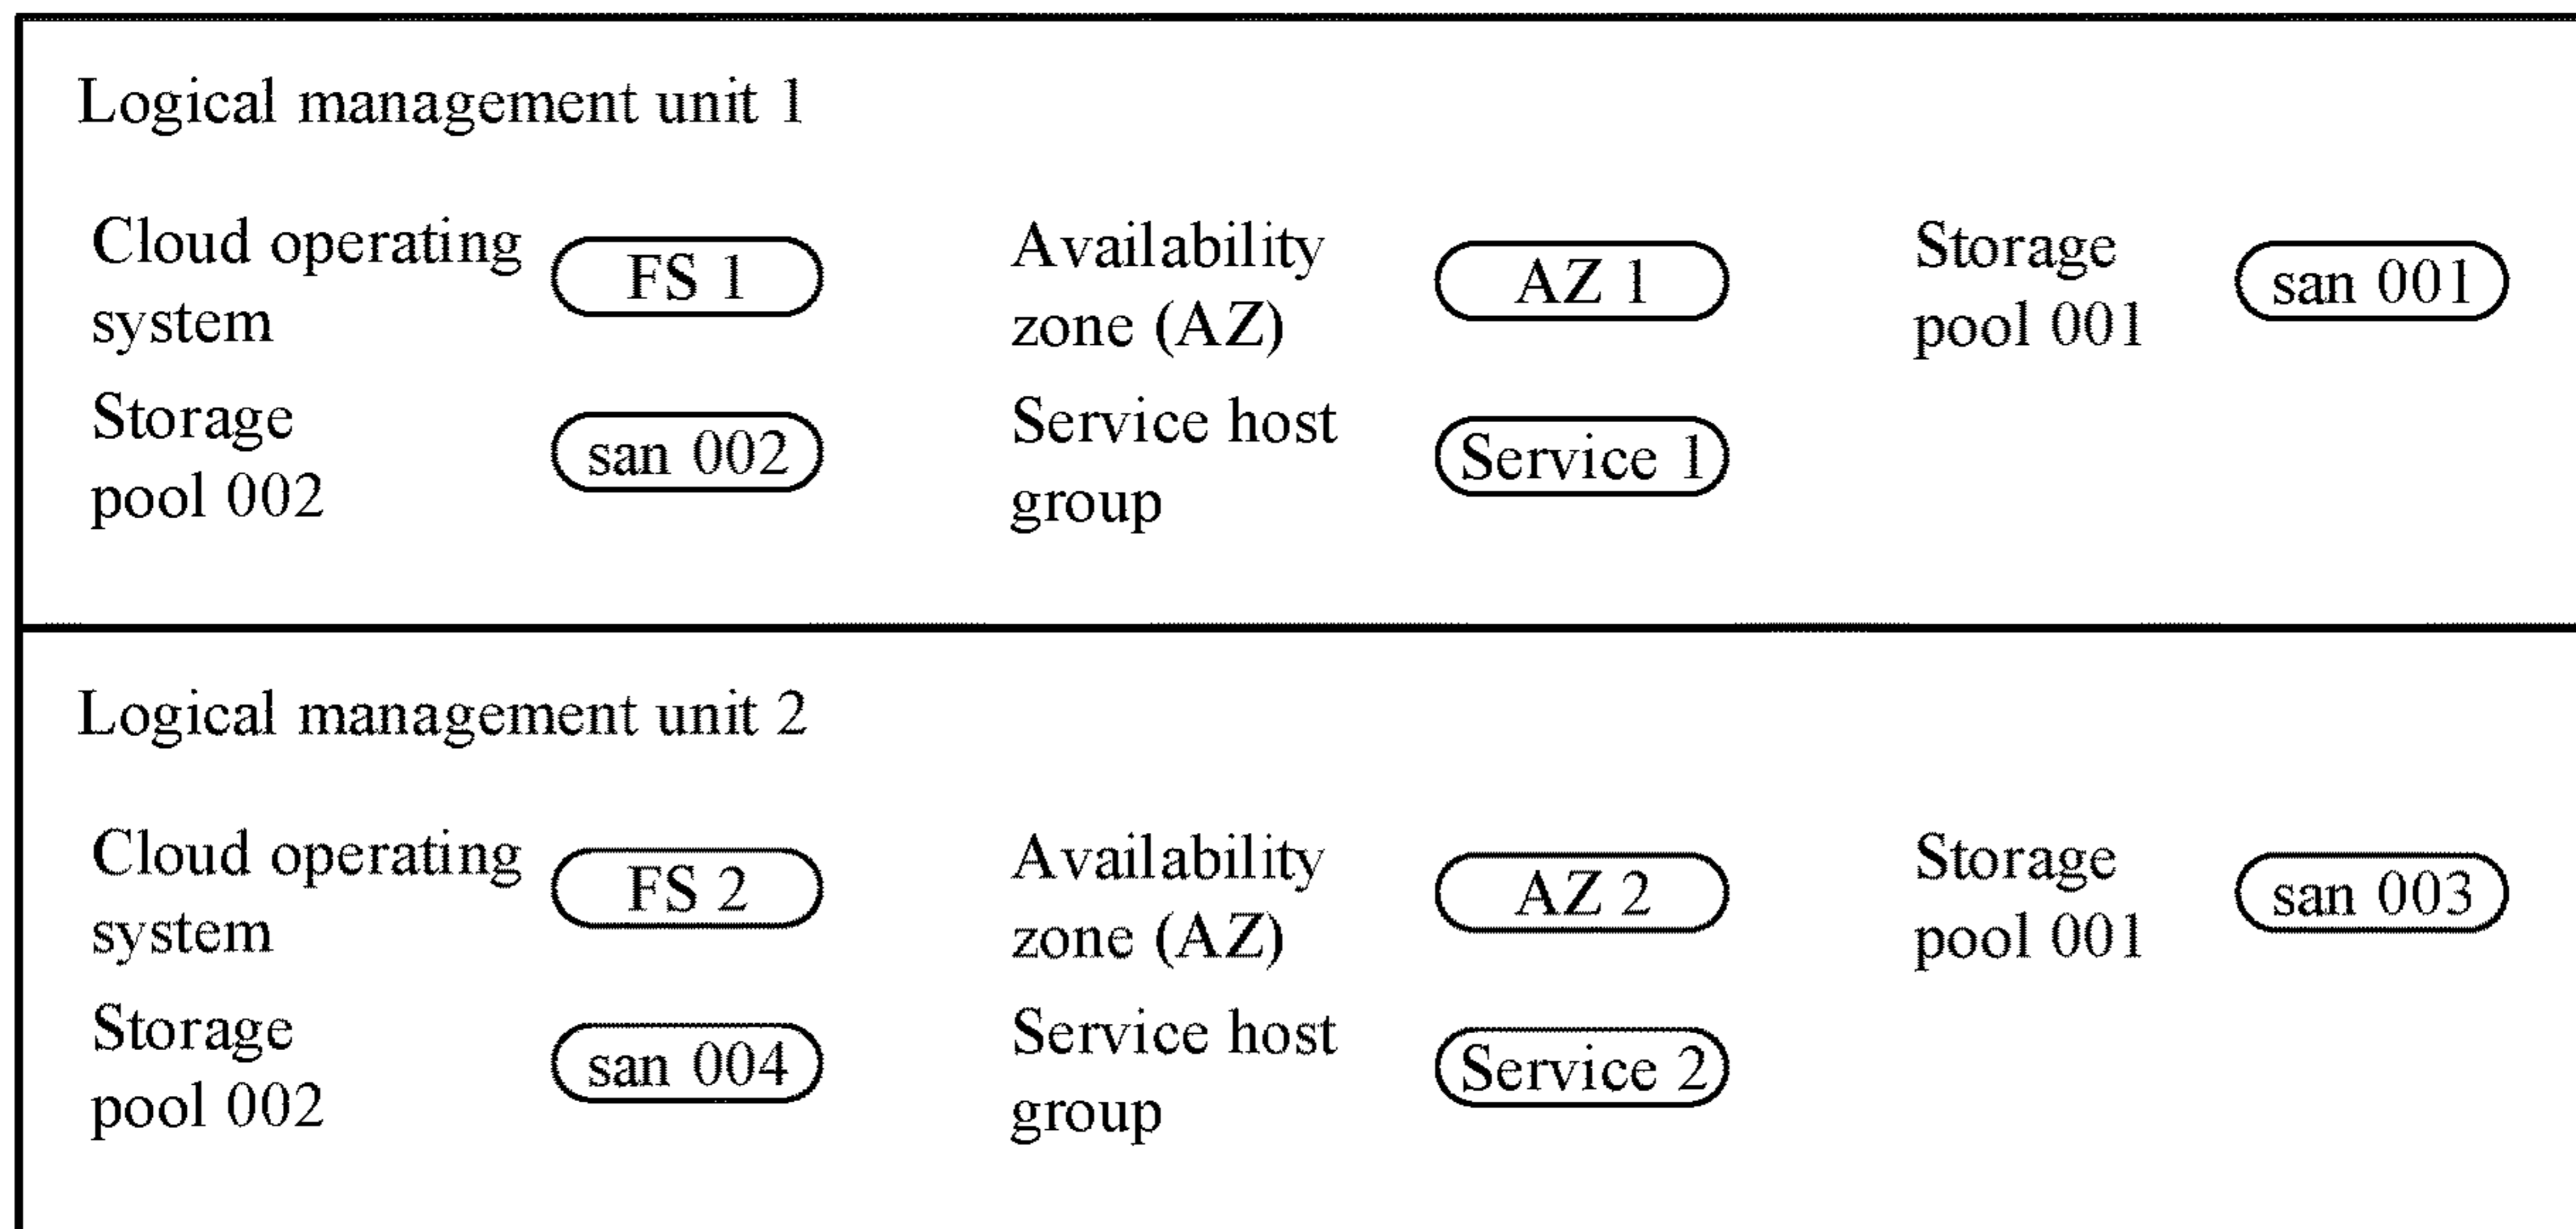 Logical management unit 1
Cloud operating
system
FS 1
Availability
zone (AZ)
AZ 1
Storage
pool 001
san 001
Storage
pool 002
san 002
Service host
group
Service 1
Logical management unit 2
Cloud operating
system
FS 2
Availability
zone (AZ)
AZ 2
Storage
pool 001
san 003
Storage
pool 002
san 004
Service host
group
Service 2